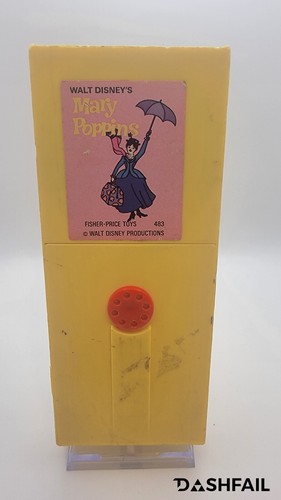 WALT DISNEY'S
Mary
Poppins
FISHER-PRICE TOYS 483
© WALT DISNEY PRODUCTIONS
DASHFAIL